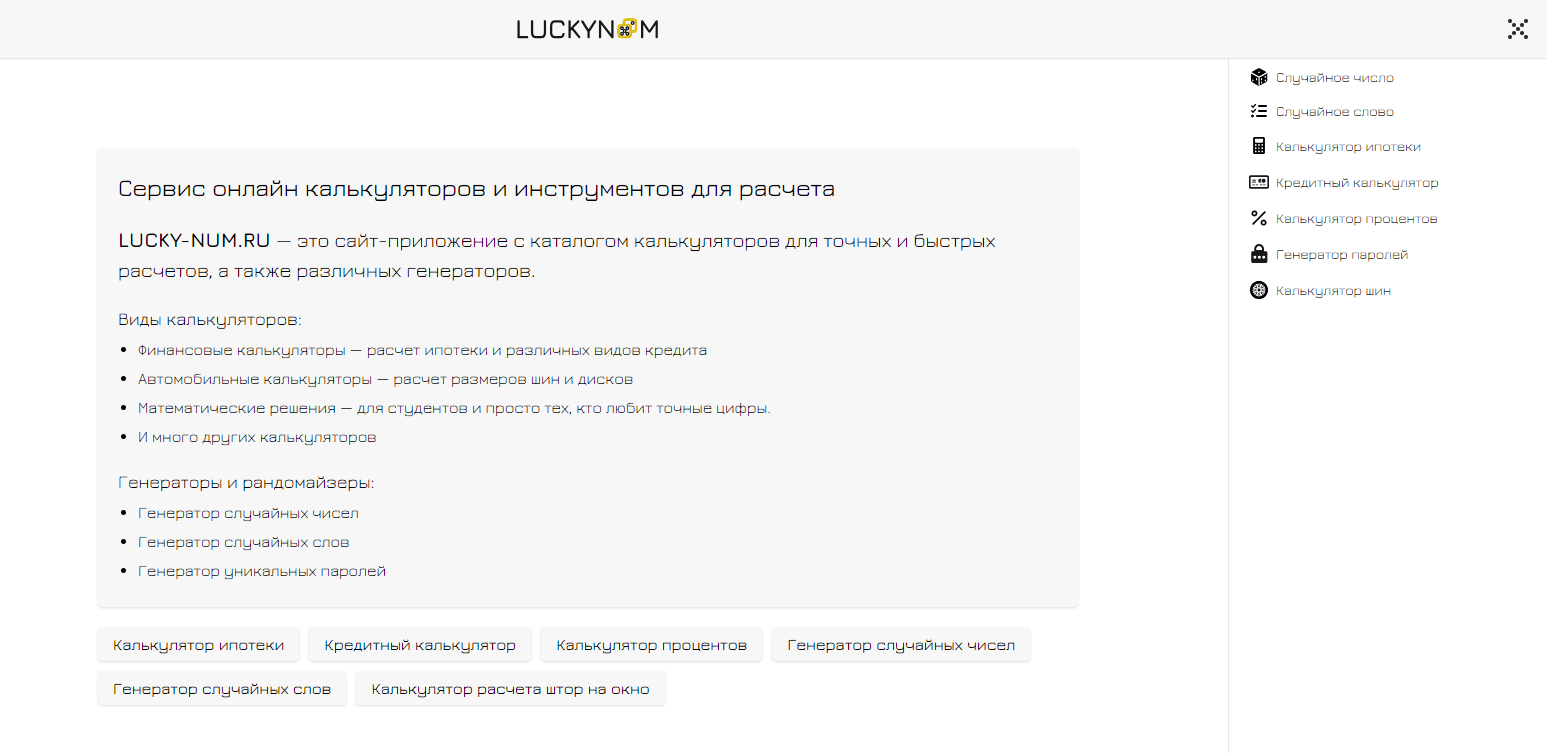 LUCKYNUM
Сервис онлайн калькуляторов и инструментов для расчета
LUCKY-NUM.RU — это сайт-приложение с каталогом калькуляторов для точных и быстрых
расчетов, а также различных генераторов.
Виды калькуляторов:
Финансовые калькуляторы — расчет ипотеки и различных видов кредита
Автомобильные калькуляторы — расчет размеров шин и дисков
Математические решения — для студентов и просто тех, кто любит точные цифры.
И много других калькуляторов
Генераторы и рандомайзеры:
Генератор случайных чисел
Генератор случайных слов
Генератор уникальных паролей
Калькулятор ипотеки
Кредитный калькулятор
Калькулятор процентов
Генератор случайных чисел
Генератор случайных слов
Калькулятор расчета штор на окно
Случайное число
Случайное слово
Калькулятор ипотеки
Кредитный калькулятор
Калькулятор процентов
Генератор паролей
Калькулятор шин